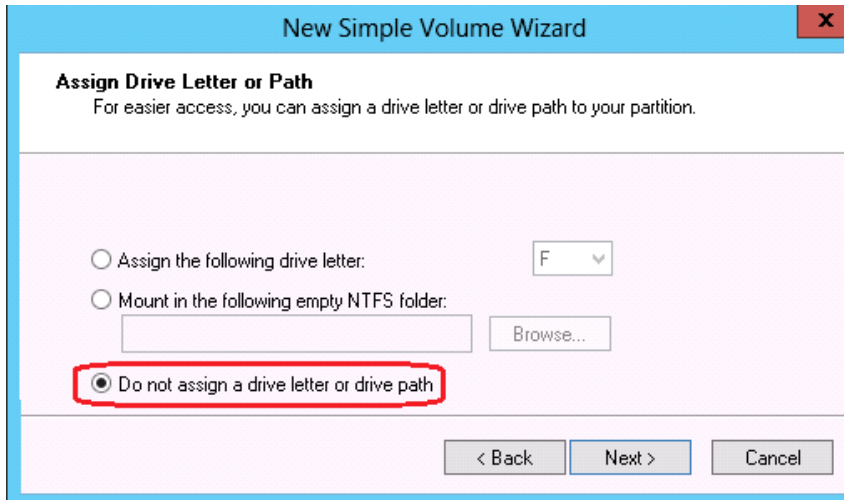 New Simple Volume Wizard
x
Assign Drive Letter or Path
For easier access, you can assign a drive letter or drive path to your partition.
Assign the following drive letter:
F
Mount in the following empty NTFS folder:
Browse...
Do not assign a drive letter or drive path
< Back
Next >
Cancel